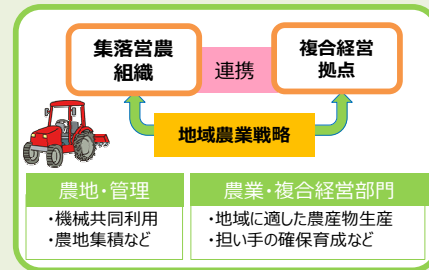 集落営農
組織
連携
複合経営
拠点
地域農業戦略
農地・管理
・機械共同利用
・農地集積など
農業・複合経営部門
・地域に適した農産物生産
・担い手の確保育成など